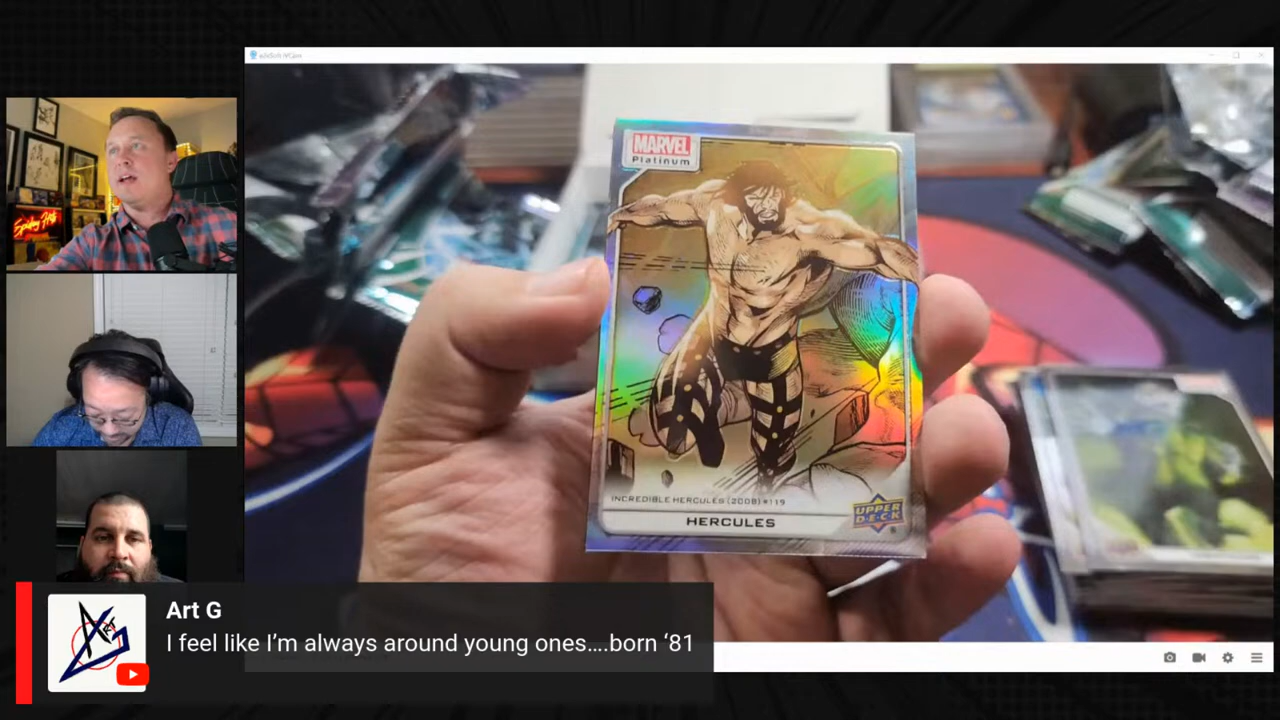 MARVEL
Platinum
INCREDIBLE HERCULES (2008) #119
HERCULES
UPPER
DECK
Art G
I feel like I'm always around young ones....born '81